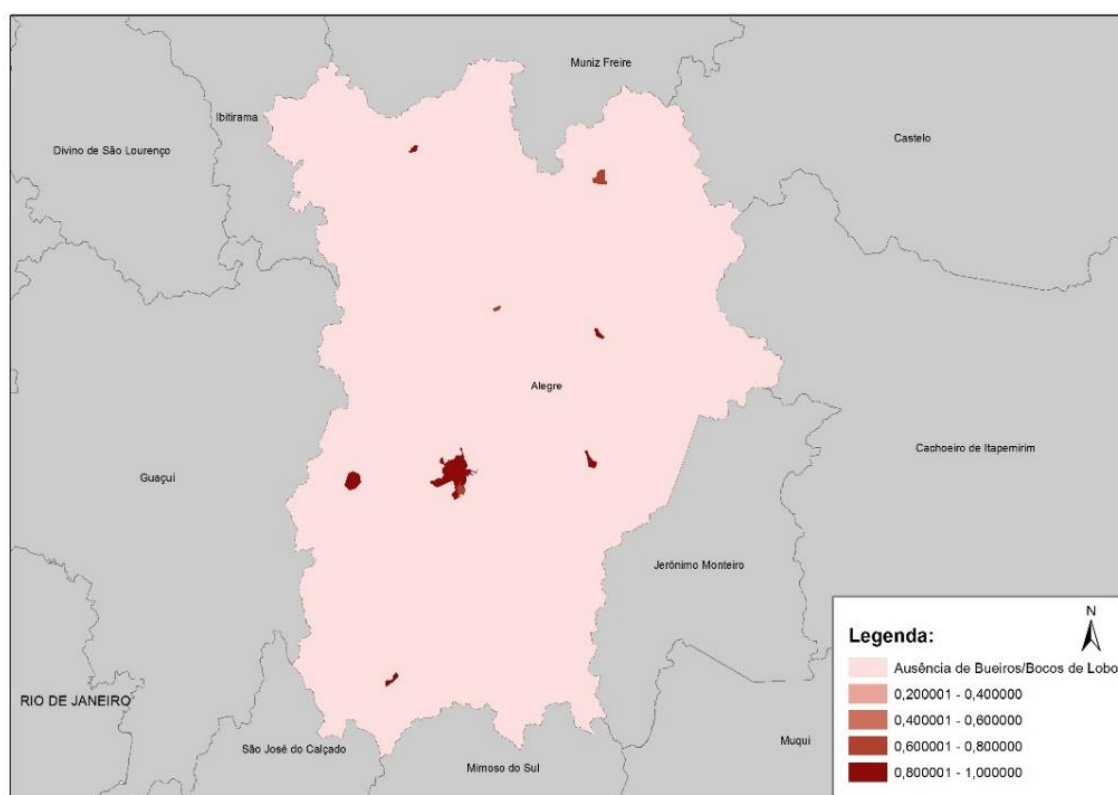 Muniz Freire
Ibitirama
Castelo
Divino de São Lourenço
Alegre
Cachoeiro de Itapemirim
Guaçuí
Jerônimo Monteiro
RIO DE JANEIRO
São José do Calçado
Mimoso do Sul
Muqui
N
Legenda:
Ausência de Bueiros/Bocos de Lobo
0,200001 - 0,400000
0,400001 - 0,600000
0,600001 - 0,800000
0,800001 - 1,000000